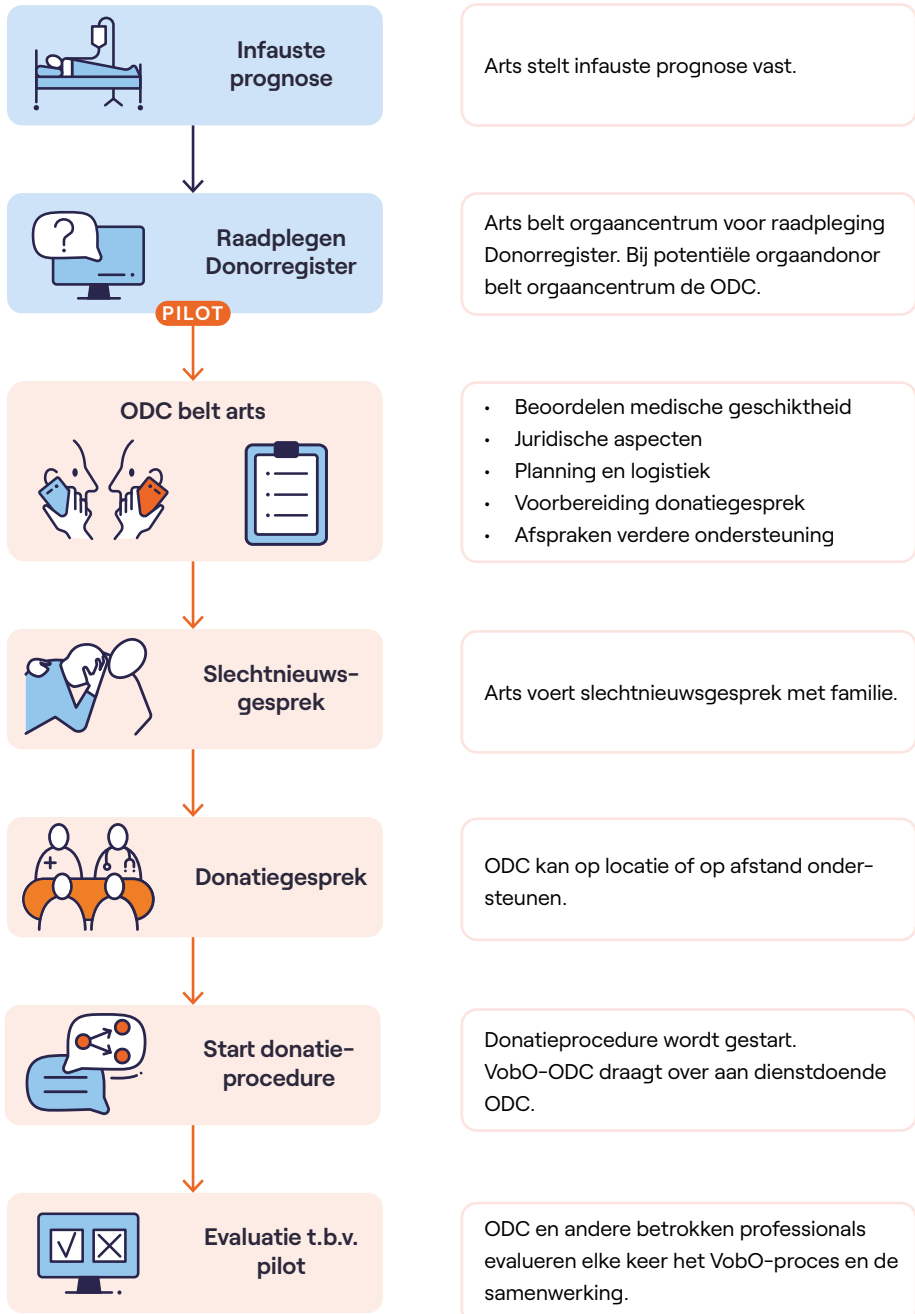 Infauste
prognose
Arts stelt infauste prognose vast.
?
Raadplegen
Donorregister
Arts belt orgaancentrum voor raadpleging
Donorregister. Bij potentiële orgaandonor
belt orgaancentrum de ODC.
PILOT
ODC belt arts
• Beoordelen medische geschiktheid
• Juridische aspecten
• Planning en logistiek
• Voorbereiding donatiegesprek
• Afspraken verdere ondersteuning
Slechtnieuws-
gesprek
Arts voert slechtnieuwsgesprek met familie.
Donatiegesprek
ODC kan op locatie of op afstand onder-
steunen.
Start donatie-
procedure
Donatieprocedure wordt gestart.
VobO-ODC draagt over aan dienstdoende
ODC.
Evaluatie t.b.v.
pilot
ODC en andere betrokken professionals
evalueren elke keer het VobO-proces en de
samenwerking.